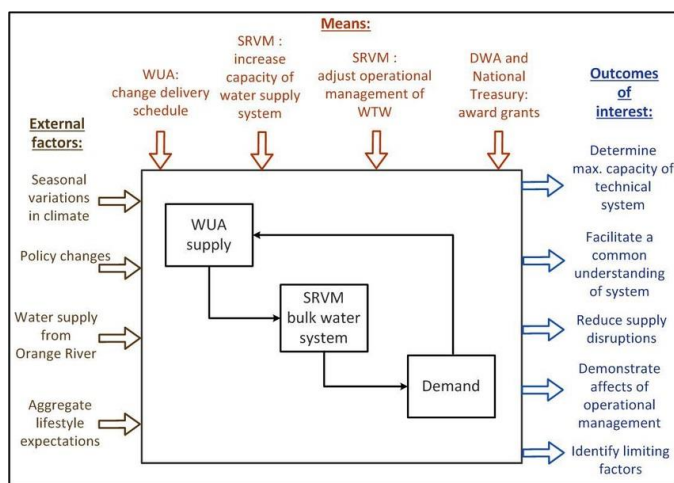 Means:
WUA:
change delivery
schedule
SRVM :
increase
capacity of
water supply
system
SRVM :
adjust operational
management of
WTW
DWA and
National
Treasury:
award grants
Outcomes
of
interest:
External
factors:
Seasonal
variations
in climate
Policy changes
Water supply
from
Orange River
Aggregate
lifestyle
expectations
WUA
supply
SRVM
bulk water
system
Demand
Determine
max. capacity of
technical
system
Facilitate a
common
understanding
of system
Reduce supply
disruptions
Demonstrate
affects of
operational
management
Identify limiting
factors